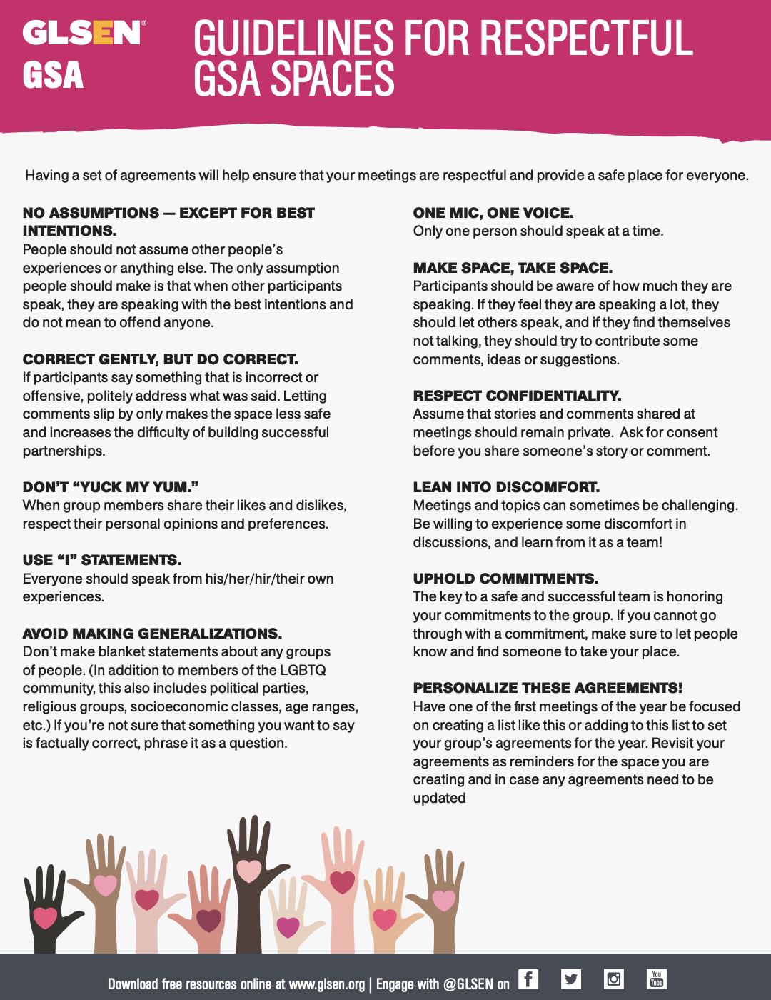 GLSEN®
GSA
GUIDELINES FOR RESPECTFUL
GSA SPACES
Having a set of agreements will help ensure that your meetings are respectful and provide a safe place for everyone.
NO ASSUMPTIONS — EXCEPT FOR BEST
INTENTIONS.
People should not assume other people's
experiences or anything else. The only assumption
people should make is that when other participants
speak, they are speaking with the best intentions and
do not mean to offend anyone.
CORRECT GENTLY, BUT DO CORRECT.
If participants say something that is incorrect or
offensive, politely address what was said. Letting
comments slip by only makes the space less safe
and increases the difficulty of building successful
partnerships.
DON'T “YUCK MY YUM.”
When group members share their likes and dislikes,
respect their personal opinions and preferences.
USE “I” STATEMENTS.
Everyone should speak from his/her/hir/their own
experiences.
AVOID MAKING GENERALIZATIONS.
Don't make blanket statements about any groups
of people. (In addition to members of the LGBTQ
community, this also includes political parties,
religious groups, socioeconomic classes, age ranges,
etc.) If you're not sure that something you want to say
is factually correct, phrase it as a question.
ONE MIC, ONE VOICE.
Only one person should speak at a time.
MAKE SPACE, TAKE SPACE.
Participants should be aware of how much they are
speaking. If they feel they are speaking a lot, they
should let others speak, and if they find themselves
not talking, they should try to contribute some
comments, ideas or suggestions.
RESPECT CONFIDENTIALITY.
Assume that stories and comments shared at
meetings should remain private.  Ask for consent
before you share someone's story or comment.
LEAN INTO DISCOMFORT.
Meetings and topics can sometimes be challenging.
Be willing to experience some discomfort in
discussions, and learn from it as a team!
UPHOLD COMMITMENTS.
The key to a safe and successful team is honoring
your commitments to the group. If you cannot go
through with a commitment, make sure to let people
know and find someone to take your place.
PERSONALIZE THESE AGREEMENTS!
Have one of the first meetings of the year be focused
on creating a list like this or adding to this list to set
your group's agreements for the year. Revisit your
agreements as reminders for the space you are
creating and in case any agreements need to be
updated
Download free resources online at www.glsen.org | Engage with @GLSEN on
You
Tube